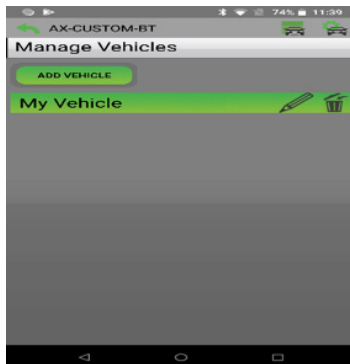 74% 11:39
AX-CUSTOM-BT
Manage Vehicles
ADD VEHICLE
My Vehicle